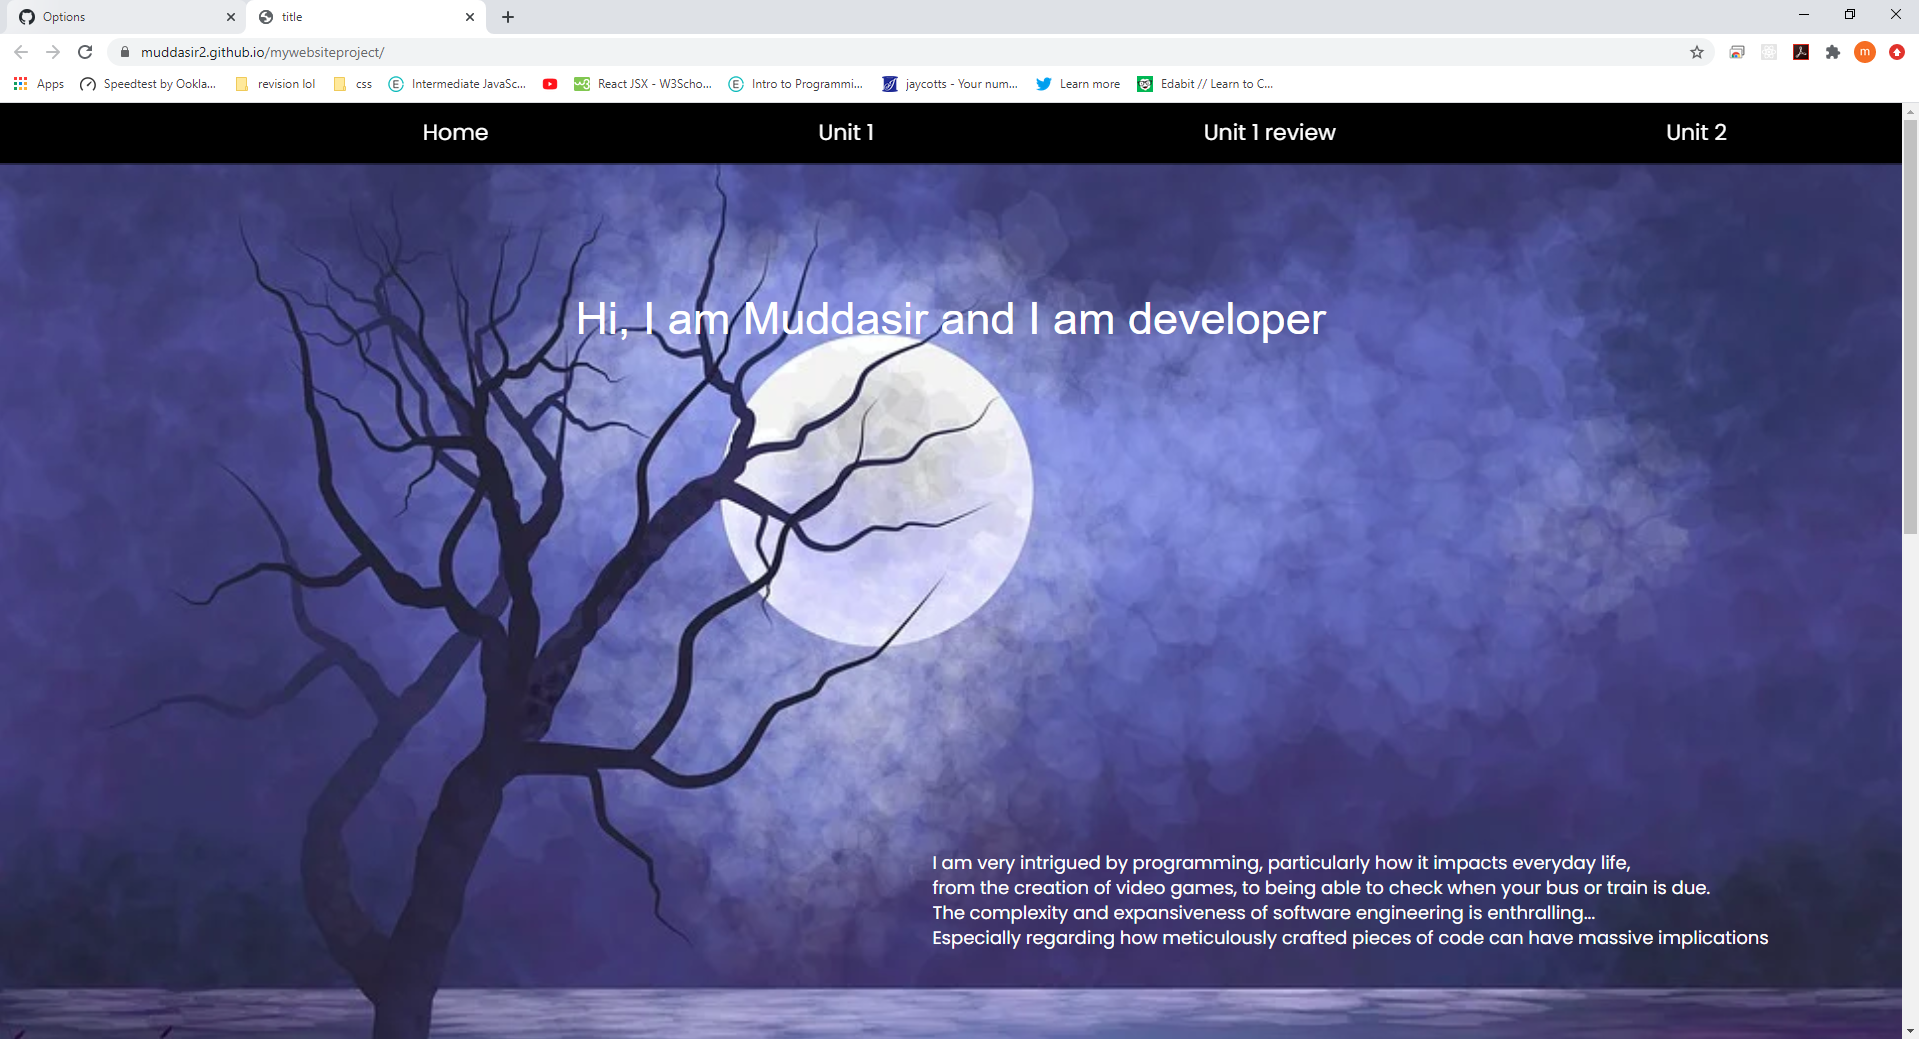 Options
title
muddasir2.github.io/mywebsiteproject/
m
Apps
Speedtest by Ookla...
revision lol
css
E
Intermediate JavaSc...
React JSX - W3Scho...
E
Intro to Programmi...
jaycotts - Your num...
Learn more
Edabit // Learn to C...
Home
Unit 1
Unit 1 review
Unit 2
Hi, I am Muddasir and I am developer
I am very intrigued by programming, particularly how it impacts everyday life,
from the creation of video games, to being able to check when your bus or train is due.
The complexity and expansiveness of software engineering is enthralling...
Especially regarding how meticulously crafted pieces of code can have massive implications